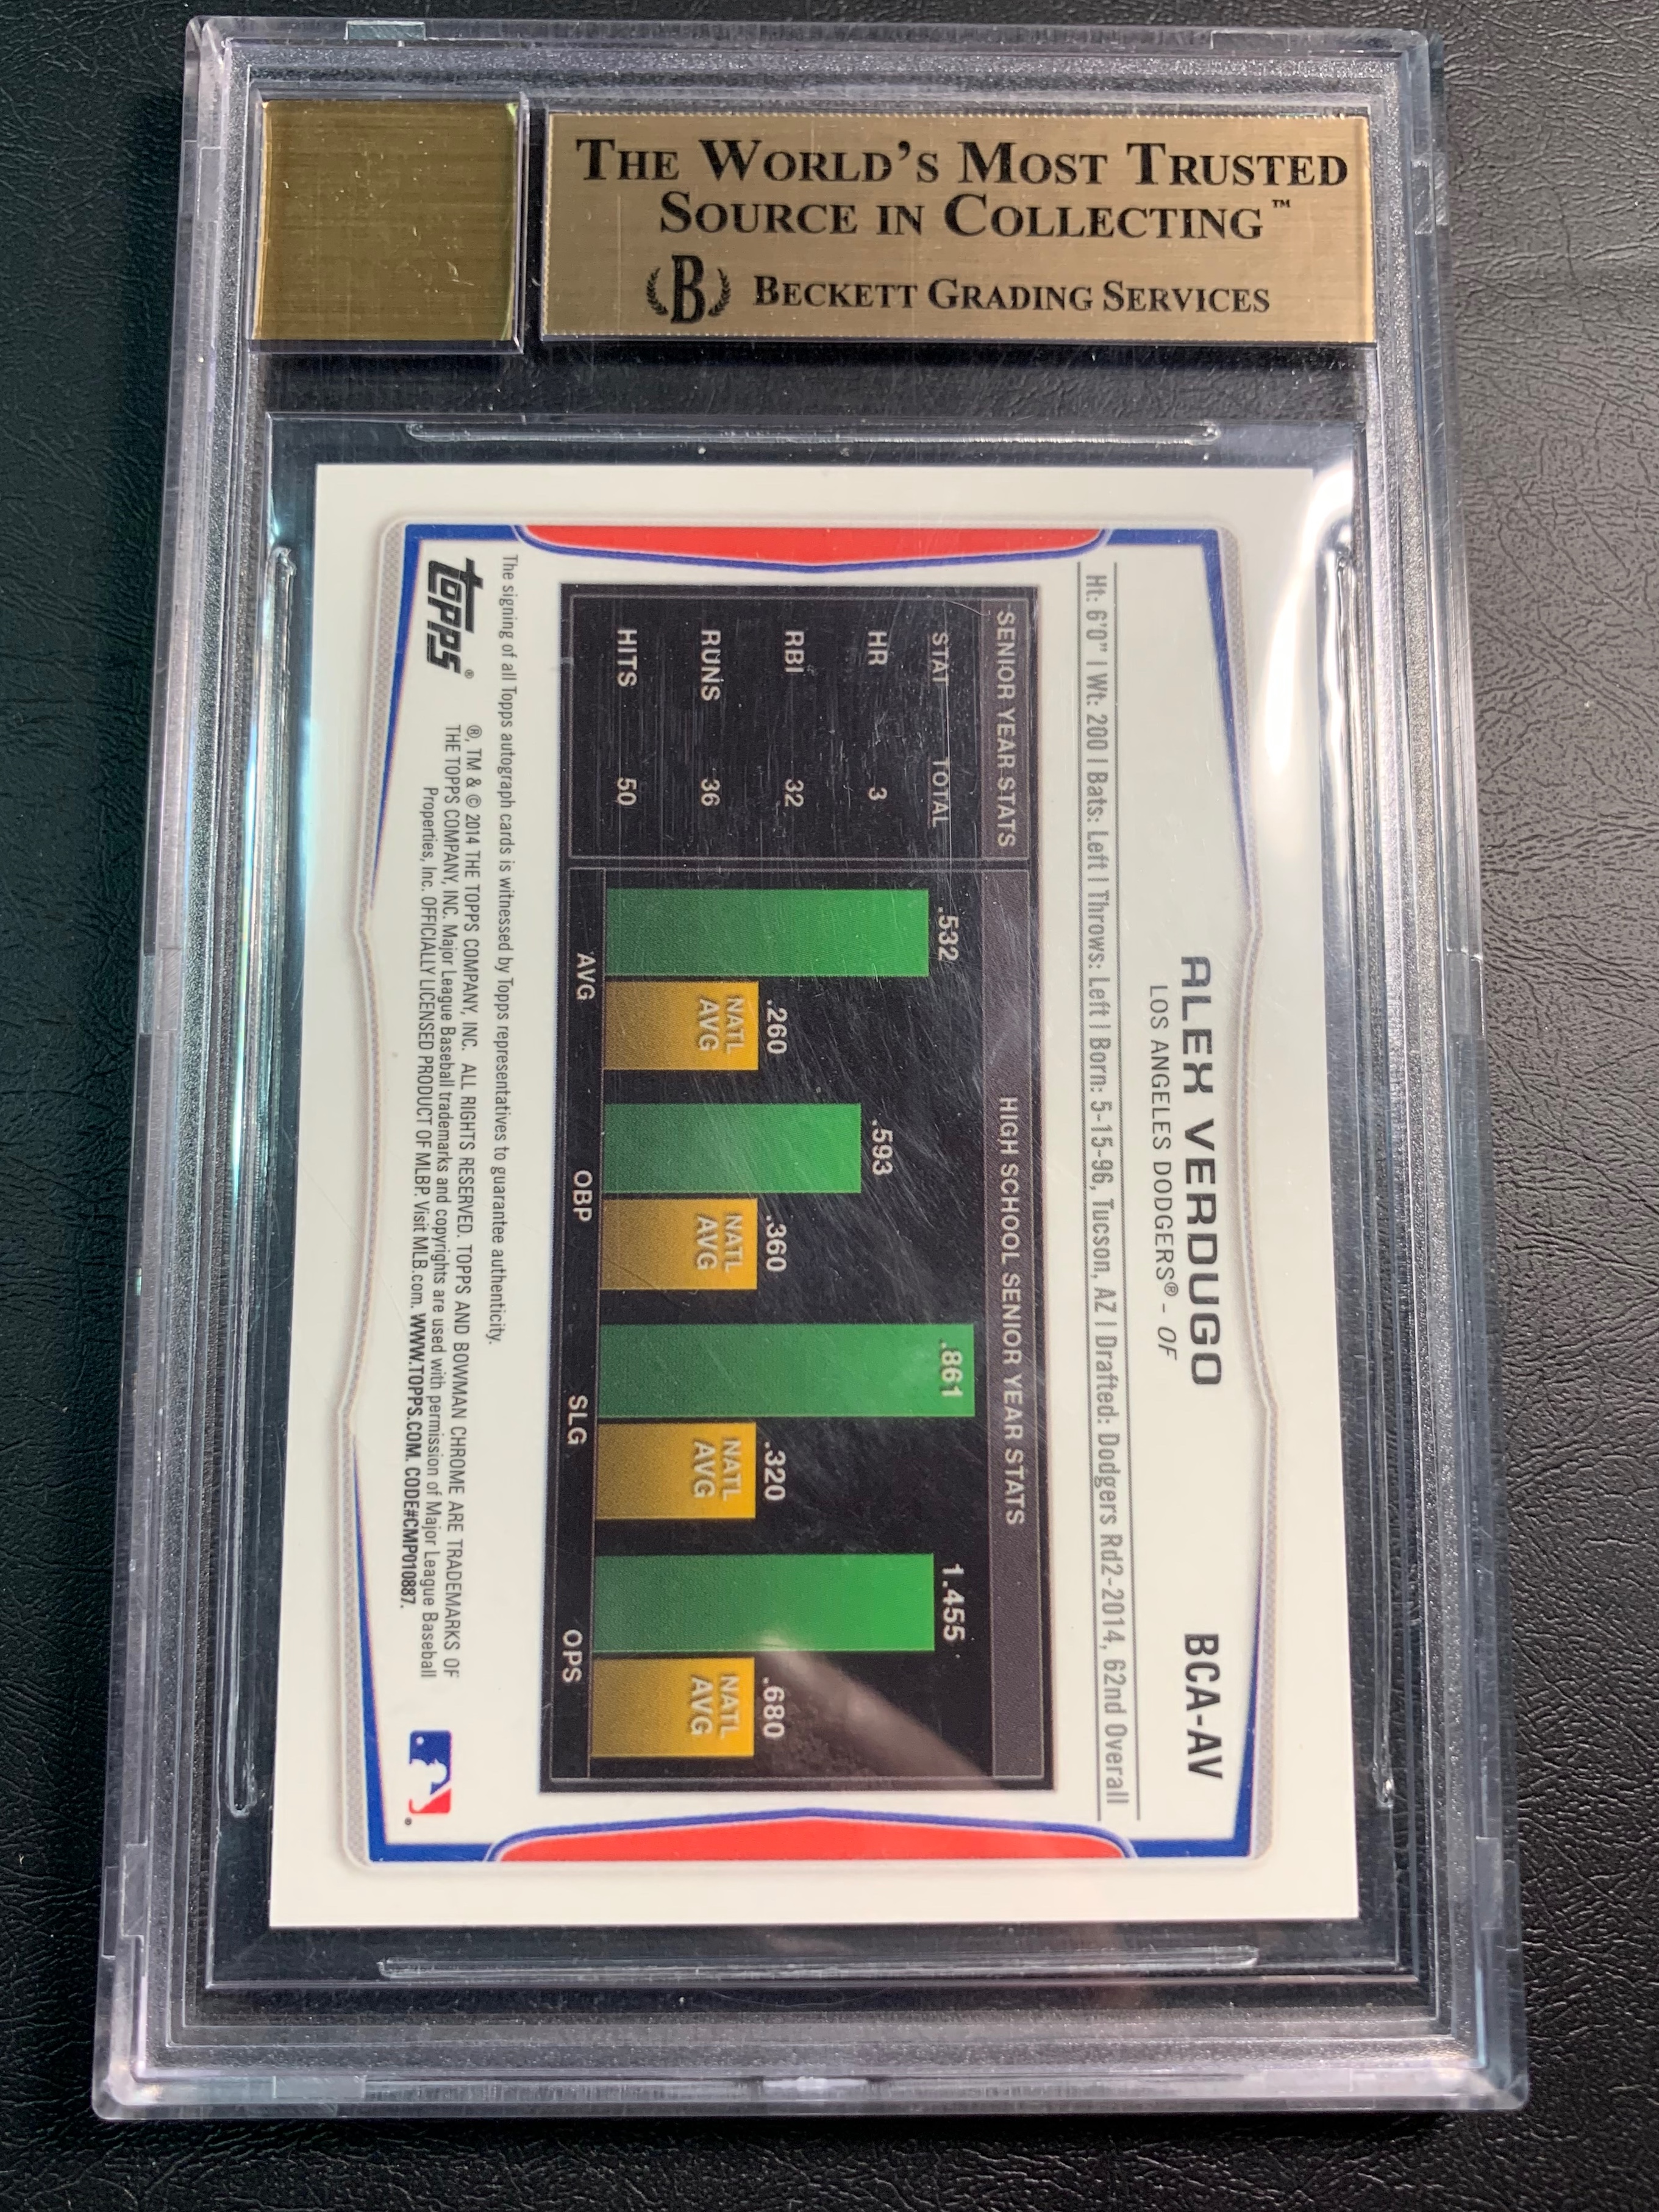 THE WORLD'S MOST TRUSTED
SOURCE IN COLLECTING™
B BECKETT GRADING SERVICES
ALEX VERDUGO
BCA-AV
LOS ANGELES DODGERS® - OF
Ht: 6'0" | Wt: 200 | Bats: Left | Throws: Left | Born: 5-15-96, Tucson, AZ | Drafted: Dodgers Rd2-2014, 62nd Overall
SENIOR YEAR STATS
STAT TOTAL
HR 3
RBI 32
RUNS 36
HITS 50
HIGH SCHOOL SENIOR YEAR STATS
.532
.260
NATL
AVG
AVG
.593
.360
NATL
AVG
OBP
.861
.320
NATL
AVG
SLG
1.455
.680
NATL
AVG
OPS
The signing of all Topps autograph cards is witnessed by Topps representatives to guarantee authenticity.
topps®
®, TM & © 2014 THE TOPPS COMPANY, INC. ALL RIGHTS RESERVED. TOPPS AND BOWMAN CHROME ARE TRADEMARKS OF
THE TOPPS COMPANY, INC. Major League Baseball trademarks and copyrights are used with permission of Major League Baseball
Properties, Inc. OFFICIALLY LICENSED PRODUCT OF MLBP. Visit MLB.com. WWW.TOPPS.COM. CODE#CMP010887.